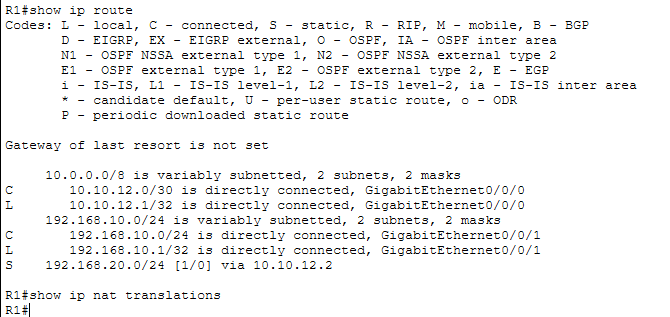 R1#show ip route
Codes: L - local, C - connected, S - static, R - RIP, M - mobile, B - BGP
       D - EIGRP, EX - EIGRP external, O - OSPF, IA - OSPF inter area
       N1 - OSPF NSSA external type 1, N2 - OSPF NSSA external type 2
       E1 - OSPF external type 1, E2 - OSPF external type 2, E - EGP
       i - IS-IS, L1 - IS-IS level-1, L2 - IS-IS level-2, ia - IS-IS inter area
       * - candidate default, U - per-user static route, o - ODR
       P - periodic downloaded static route

Gateway of last resort is not set

     10.0.0.0/8 is variably subnetted, 2 subnets, 2 masks
C       10.10.12.0/30 is directly connected, GigabitEthernet0/0/0
L       10.10.12.1/32 is directly connected, GigabitEthernet0/0/0
     192.168.10.0/24 is variably subnetted, 2 subnets, 2 masks
C       192.168.10.0/24 is directly connected, GigabitEthernet0/0/1
L       192.168.10.1/32 is directly connected, GigabitEthernet0/0/1
S    192.168.20.0/24 [1/0] via 10.10.12.2

R1#show ip nat translations
R1#